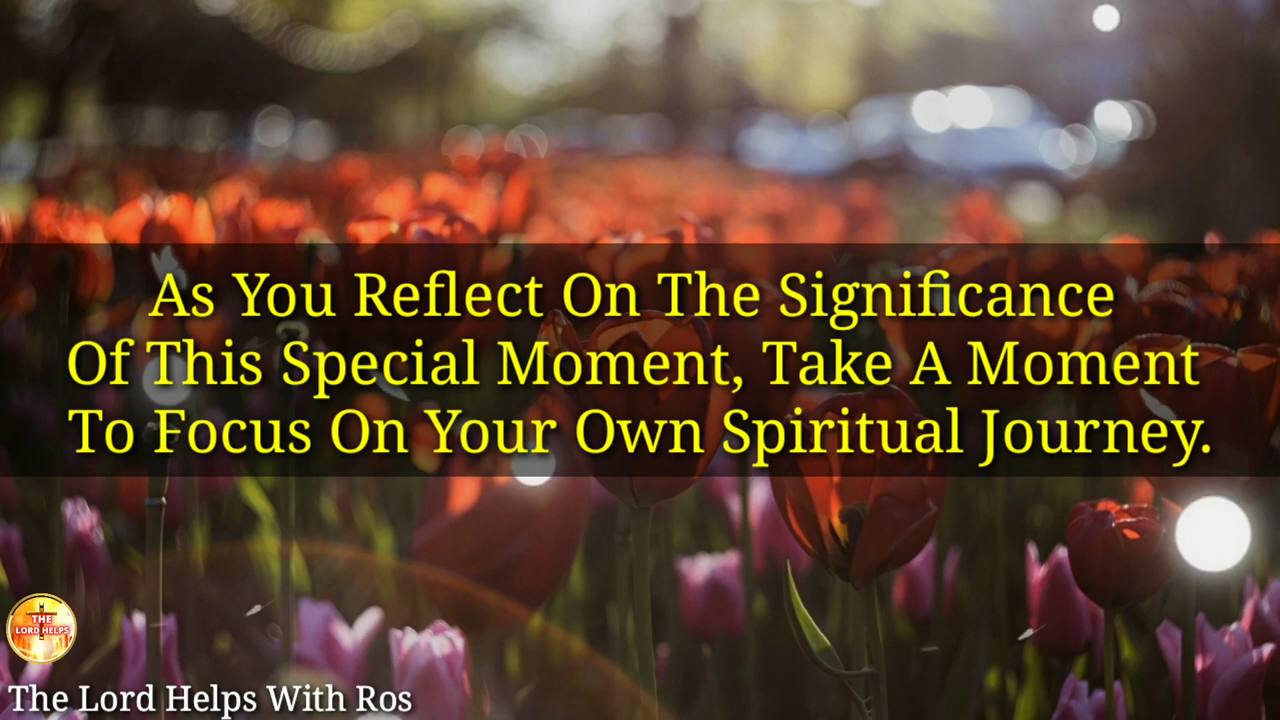 As You Reflect On The Significance
Of This Special Moment, Take A Moment
To Focus On Your Own Spiritual Journey.
THE
LORD HELPS
The Lord Helps With Ros